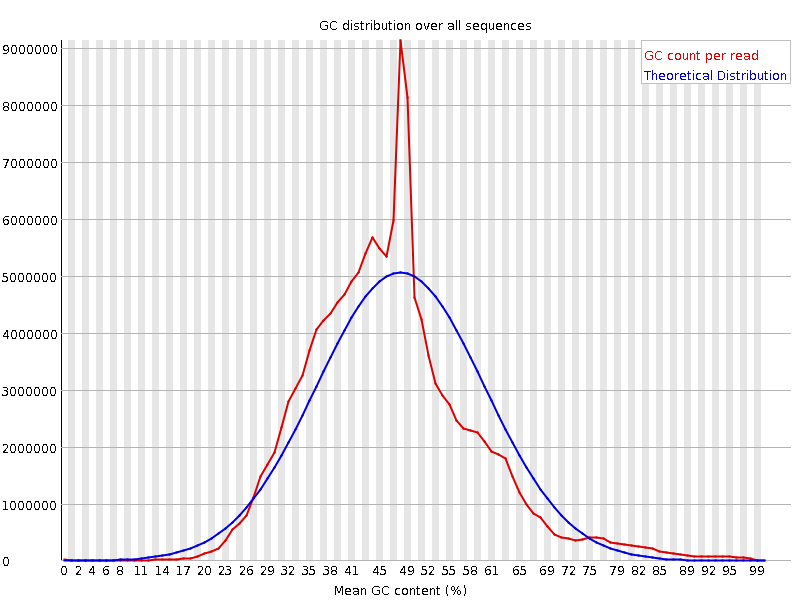 GC distribution over all sequences
GC count per read
Theoretical Distribution
9000000
8000000
7000000
6000000
5000000
4000000
3000000
2000000
1000000
0
0 2 4 6 8 11 14 17 20 23 26 29 32 35 38 41 45 49 52 55 58 61 65 69 72 75 79 82 85 89 92 95 99
Mean GC content (%)